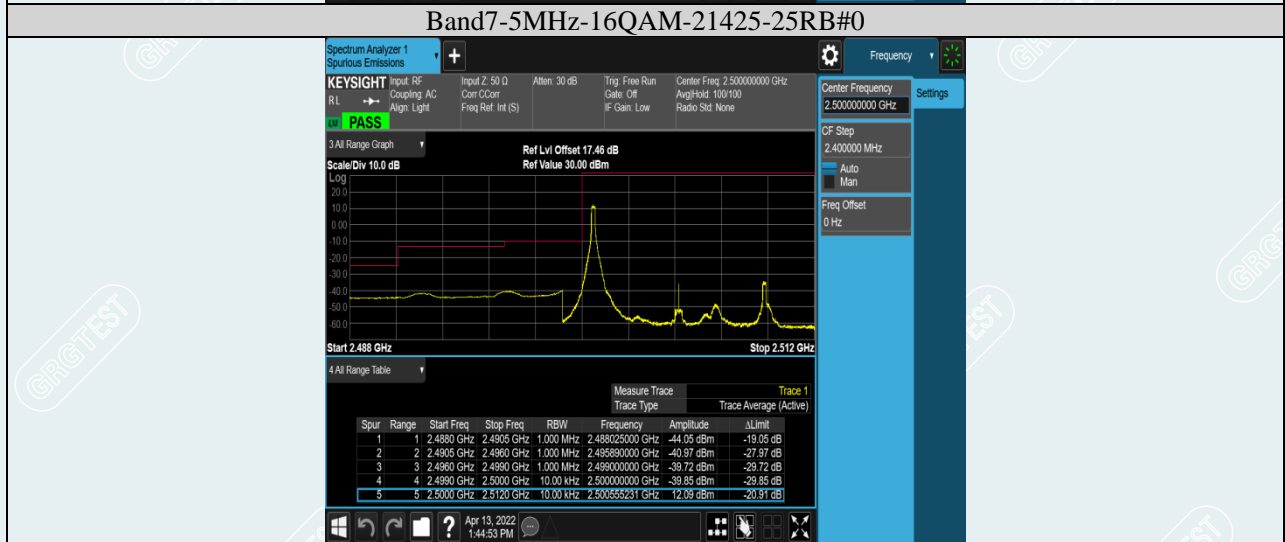 Band7-5MHz-16QAM-21425-25RB#0
Spectrum Analyzer 1
Spurious Emissions
+
Frequency
KEYSIGHT Input: RF Input Z: 50 Ω Atten: 30 dB Trig: Free Run Center Freq: 2.500000000 GHz
RL Coupling: AC Corr CCorr Gate: Off Avg|Hold: 100/100
Align: Light Freq Ref: Int (S) IF Gain: Low Radio Std: None
PASS
Center Frequency
2.500000000 GHz
Settings
CF Step
2.400000 MHz
Auto
Man
Freq Offset
0 Hz
3 All Range Graph
Ref Lvl Offset 17.46 dB
Scale/Div 10.0 dB Ref Value 30.00 dBm
Log
20.0
10.0
0.00
-10.0
-20.0
-30.0
-40.0
-50.0
-60.0
Start 2.488 GHz Stop 2.512 GHz
4 All Range Table
Measure Trace Trace 1
Trace Type Trace Average (Active)
Spur Range Start Freq Stop Freq RBW Frequency Amplitude ΔLimit
1 1 2.4880 GHz 2.4905 GHz 1.000 MHz 2.488025000 GHz -44.05 dBm -19.05 dB
2 2 2.4905 GHz 2.4960 GHz 1.000 MHz 2.495890000 GHz -40.97 dBm -27.97 dB
3 3 2.4960 GHz 2.4990 GHz 1.000 MHz 2.499000000 GHz -39.72 dBm -29.72 dB
4 4 2.4990 GHz 2.5000 GHz 10.00 kHz 2.500000000 GHz -39.85 dBm -29.85 dB
5 5 2.5000 GHz 2.5120 GHz 10.00 kHz 2.500555231 GHz 12.09 dBm -20.91 dB
?
Apr 13, 2022
1:44:53 PM
GRGTEST
GRGTEST
GRGTEST